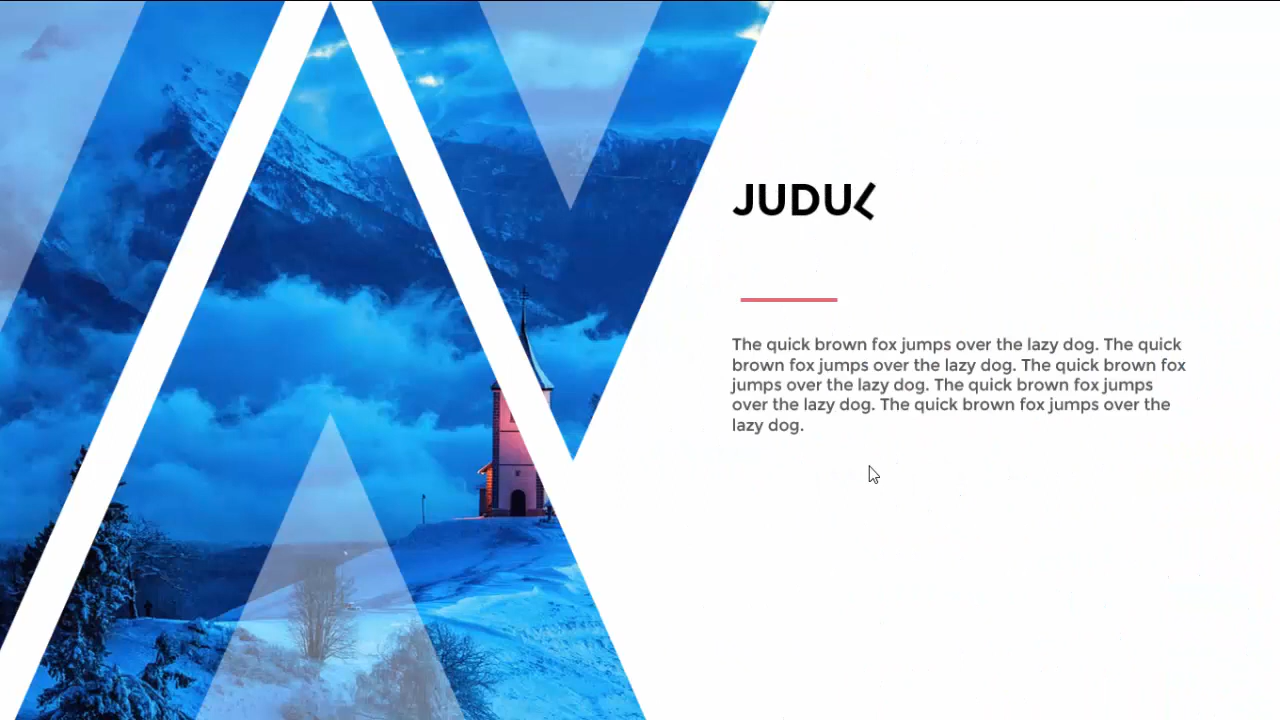 JUDUL
The quick brown fox jumps over the lazy dog. The quick
brown fox jumps over the lazy dog. The quick brown fox
jumps over the lazy dog. The quick brown fox jumps
over the lazy dog. The quick brown fox jumps over the
lazy dog.